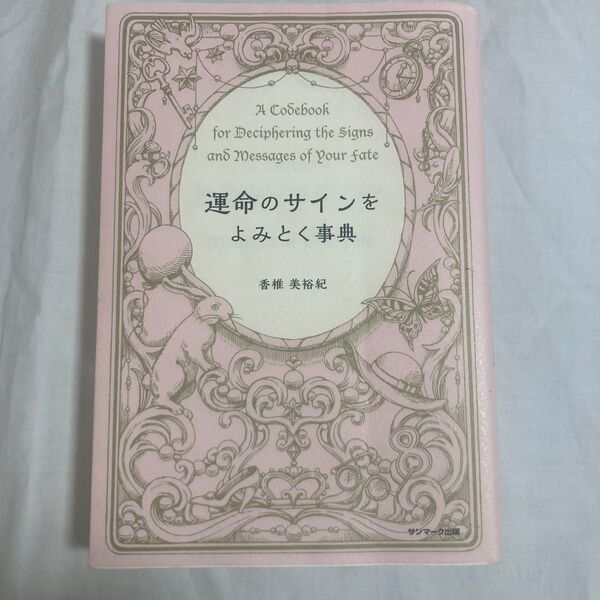 A Codebook
for Deciphering the Signs
and Messages of Your Fate
運命のサインを
よみとく事典
香椎 美裕紀
サンマーク出版